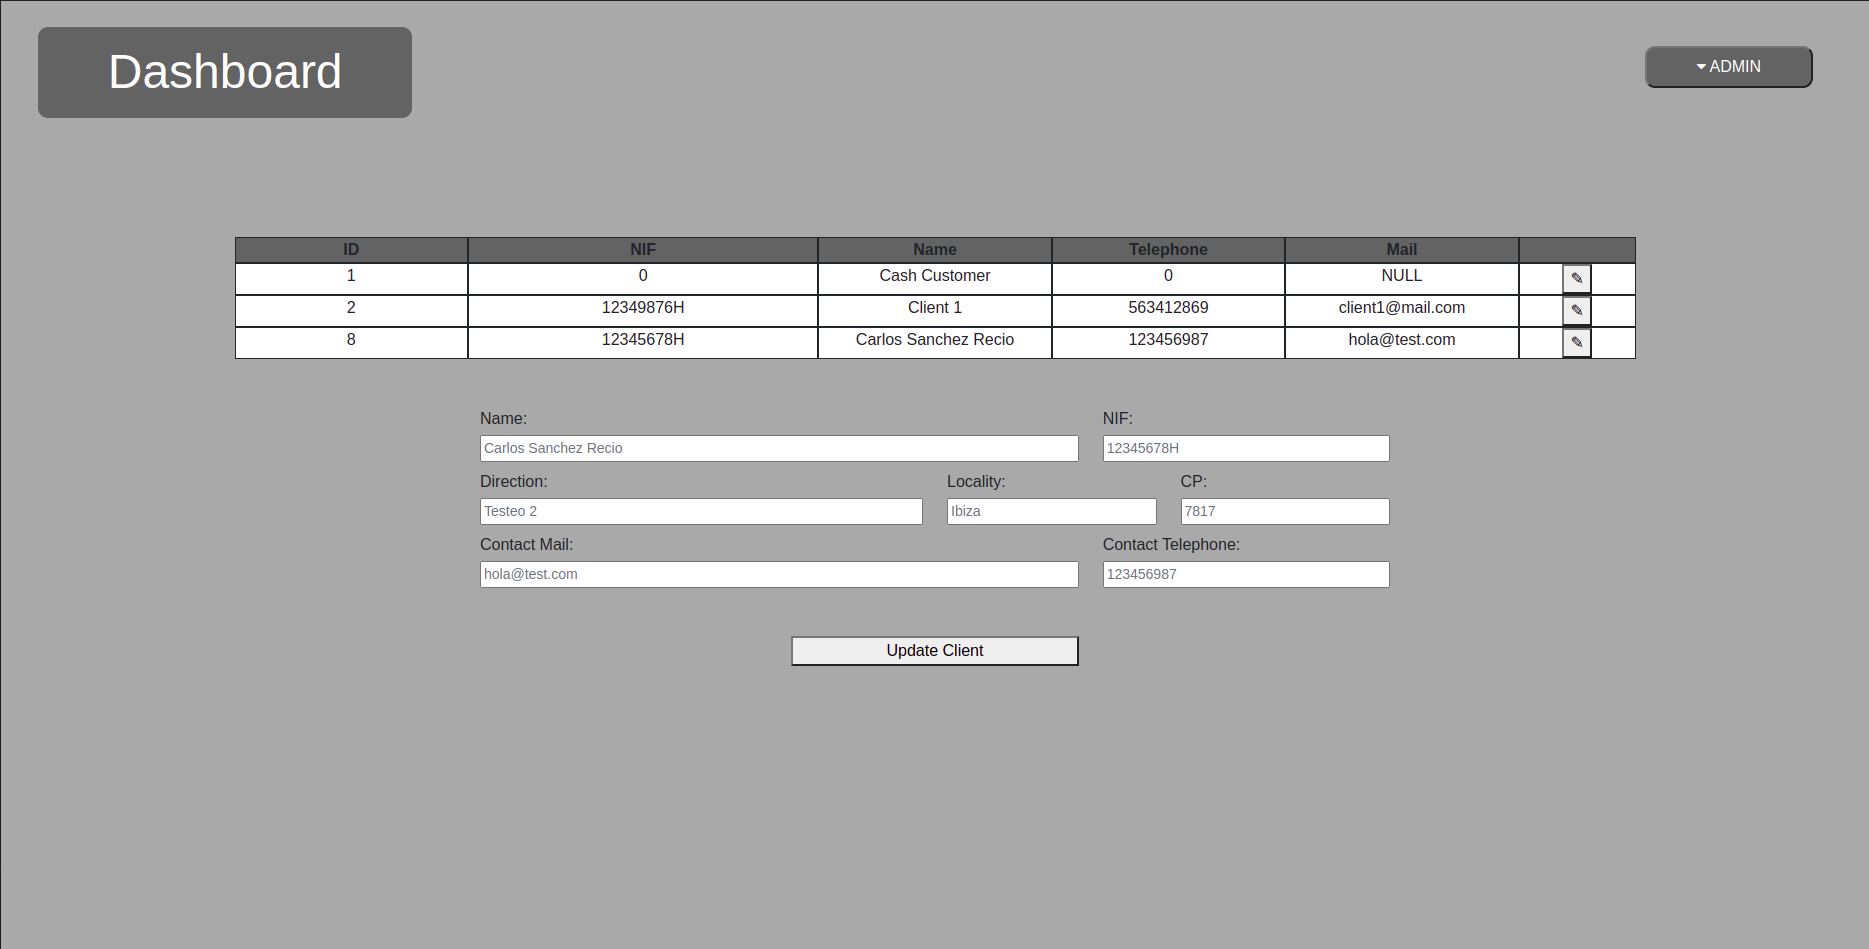 Dashboard
ADMIN
ID NIF Name Telephone Mail
1 0 Cash Customer 0 NULL
2 12349876H Client 1 563412869 client1@mail.com
8 12345678H Carlos Sanchez Recio 123456987 hola@test.com
Name: NIF:
Carlos Sanchez Recio 12345678H
Direction: Locality: CP:
Testeo 2 Ibiza 7817
Contact Mail: Contact Telephone:
hola@test.com 123456987
Update Client